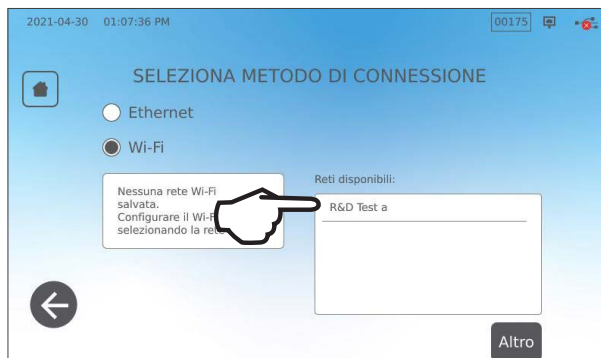 2021-04-30 01:07:36 PM
00175
SELEZIONA METODO DI CONNESSIONE
Ethernet
Wi-Fi
Nessuna rete Wi-Fi
salvata.
Configurare il Wi-F
selezionando la rete
Reti disponibili:
R&D Test a
Altro